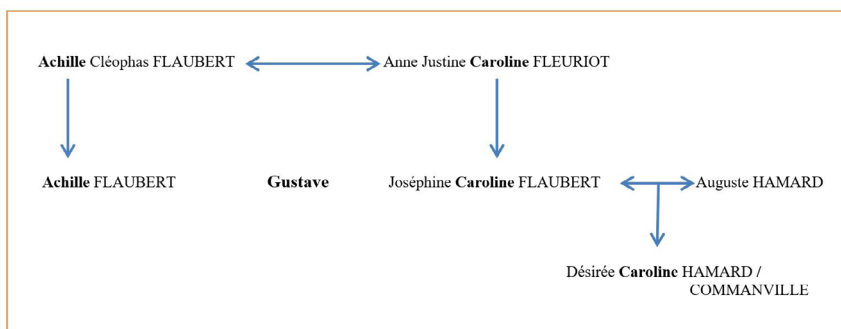 Achille Cléophas FLAUBERT Anne Justine Caroline FLEURIOT
Achille FLAUBERT Gustave Joséphine Caroline FLAUBERT Auguste HAMARD
Désirée Caroline HAMARD /
COMMANVILLE